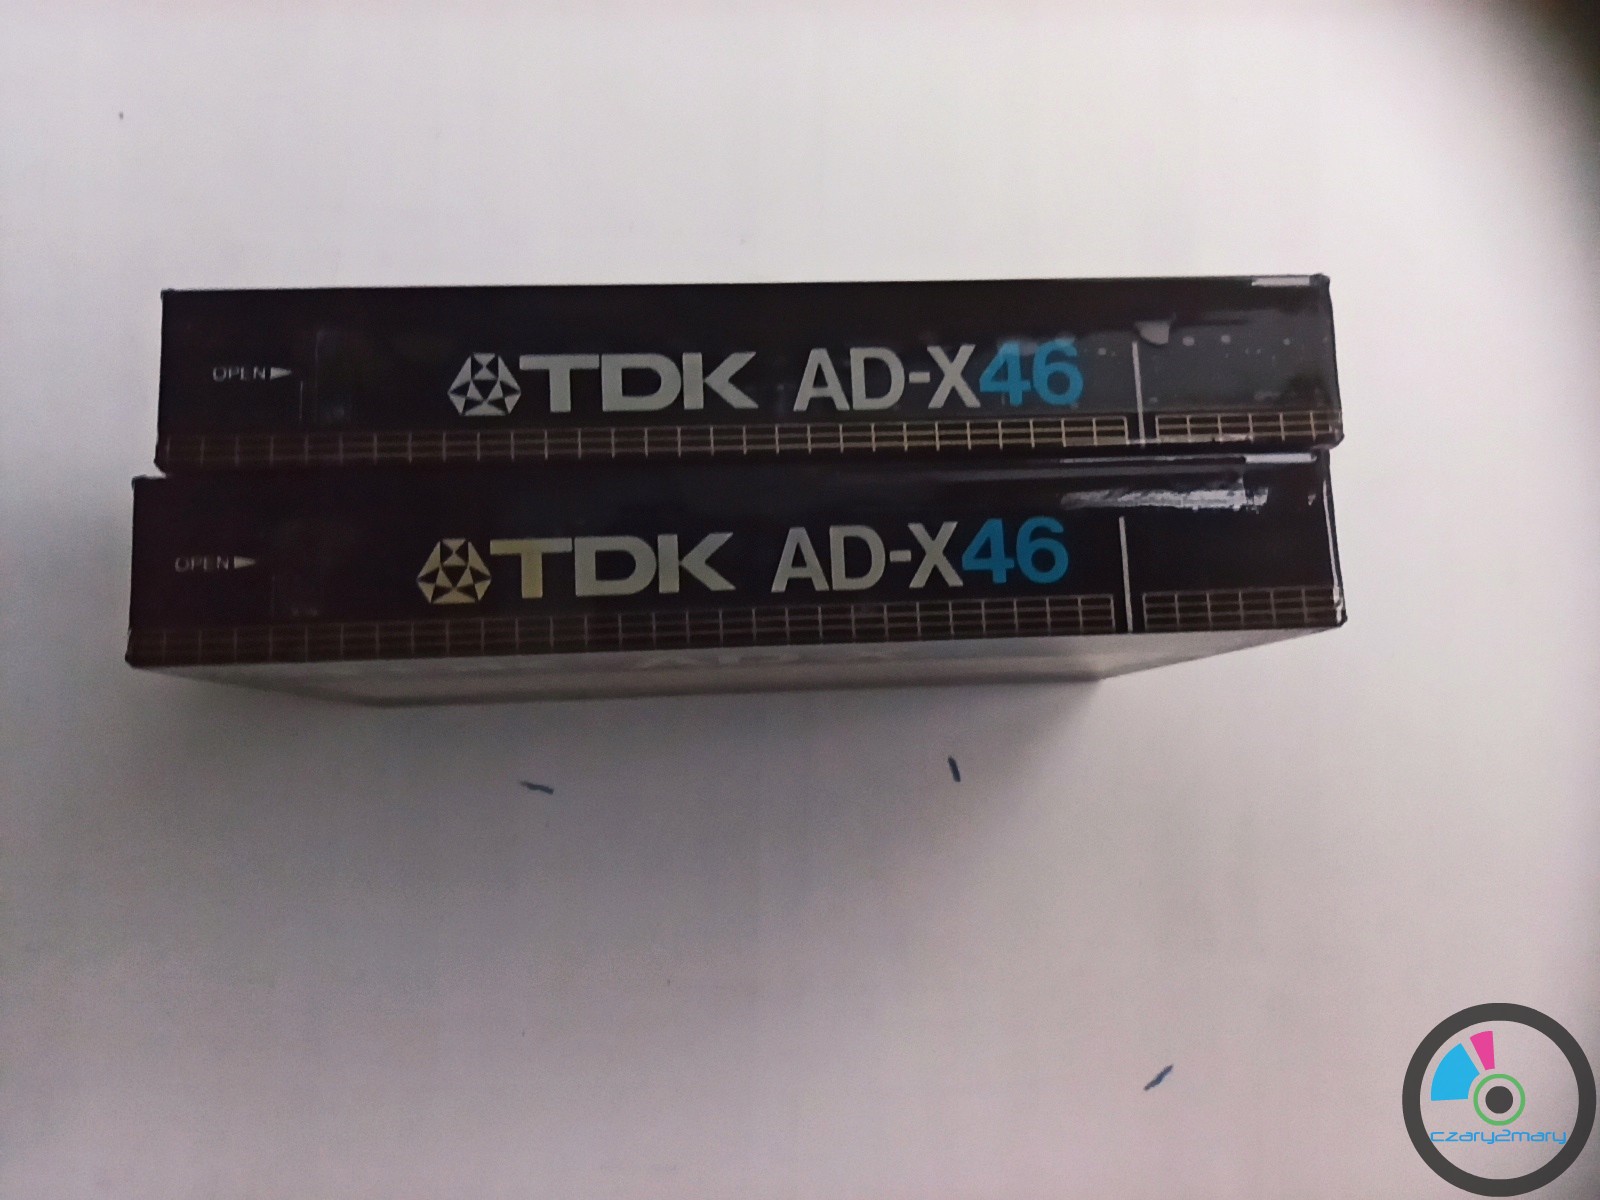 OPEN▶ TDK AD-X46
OPEN▶ TDK AD-X46
czary2mary